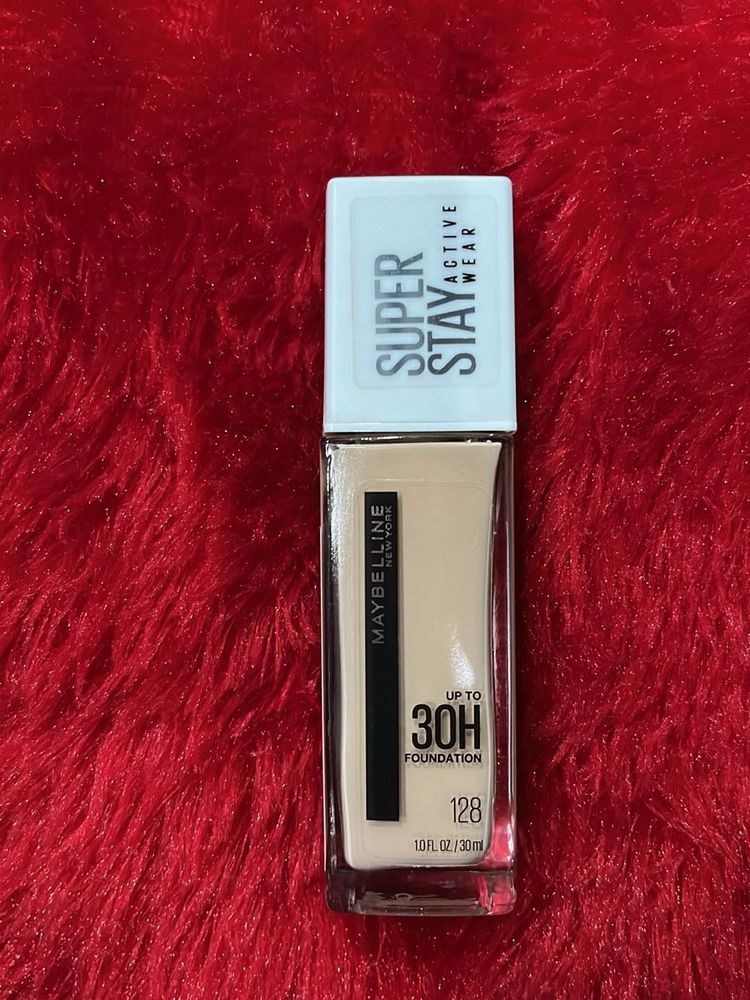 SUPER
STAY
ACTIVE
WEAR
MAYBELLINE
NEW YORK
UP TO
30H
FOUNDATION
128
1.0 FL. OZ. / 30 ml